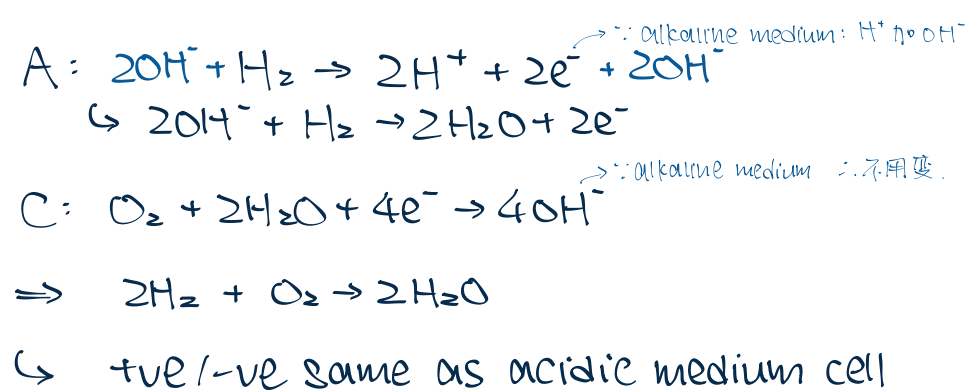 ∵ alkaline medium: H⁺ 加 OH⁻
A: 2OH⁻ + H₂ → 2H⁺ + 2e⁻ + 2OH⁻
↳ 2OH⁻ + H₂ → 2H₂O + 2e⁻
∵ alkaline medium ∴ 不用变.
C: O₂ + 2H₂O + 4e⁻ → 4OH⁻
⇒ 2H₂ + O₂ → 2H₂O
↳ +ve/-ve same as acidic medium cell